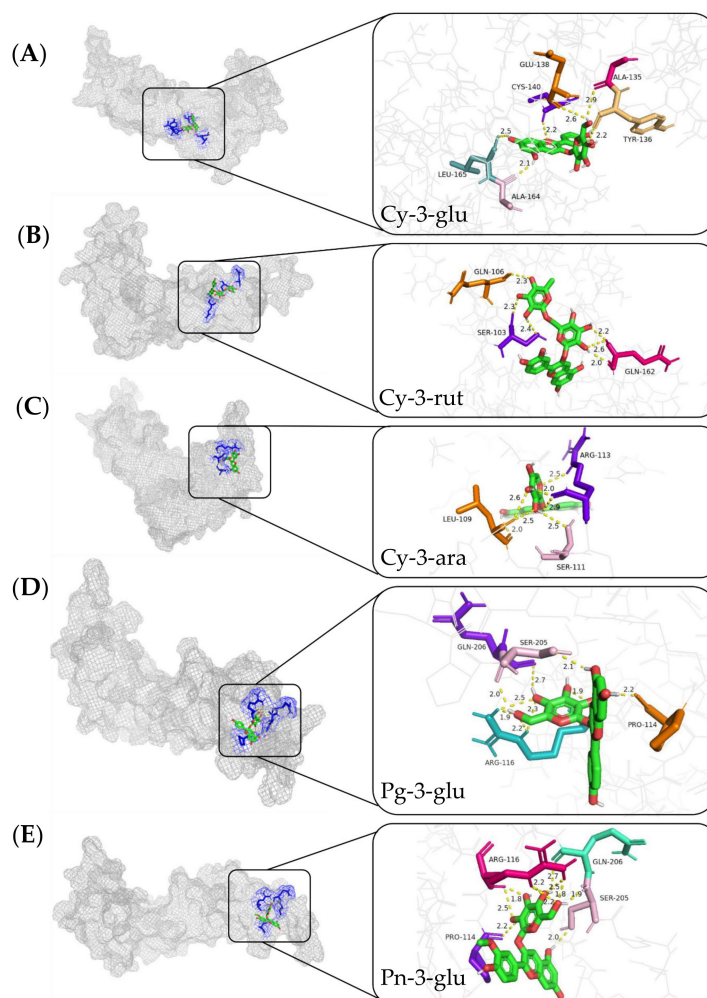 (A)
GLU-138
CYS-140
ALA-135
2.9
2.6
2.5
2.2
2.2
TYR-136
LEU-165
2.1
ALA-164
Cy-3-glu
(B)
GLN-106
2.3
2.3
SER-103
2.4
2.2
2.6
2.0
GLN-162
Cy-3-rut
(C)
ARG-113
2.5
2.6
2.0
LEU-109
2.9
2.0
2.5
2.5
SER-111
Cy-3-ara
(D)
SER-205
GLN-206
2.1
2.7
2.0
2.5
1.9
2.2
1.9
2.3
2.2
PRO-114
ARG-116
Pg-3-glu
(E)
ARG-116
GLN-206
2.7
2.2
2.5
1.8
1.8
1.9
2.2
SER-205
2.5
2.2
PRO-114
2.0
Pn-3-glu